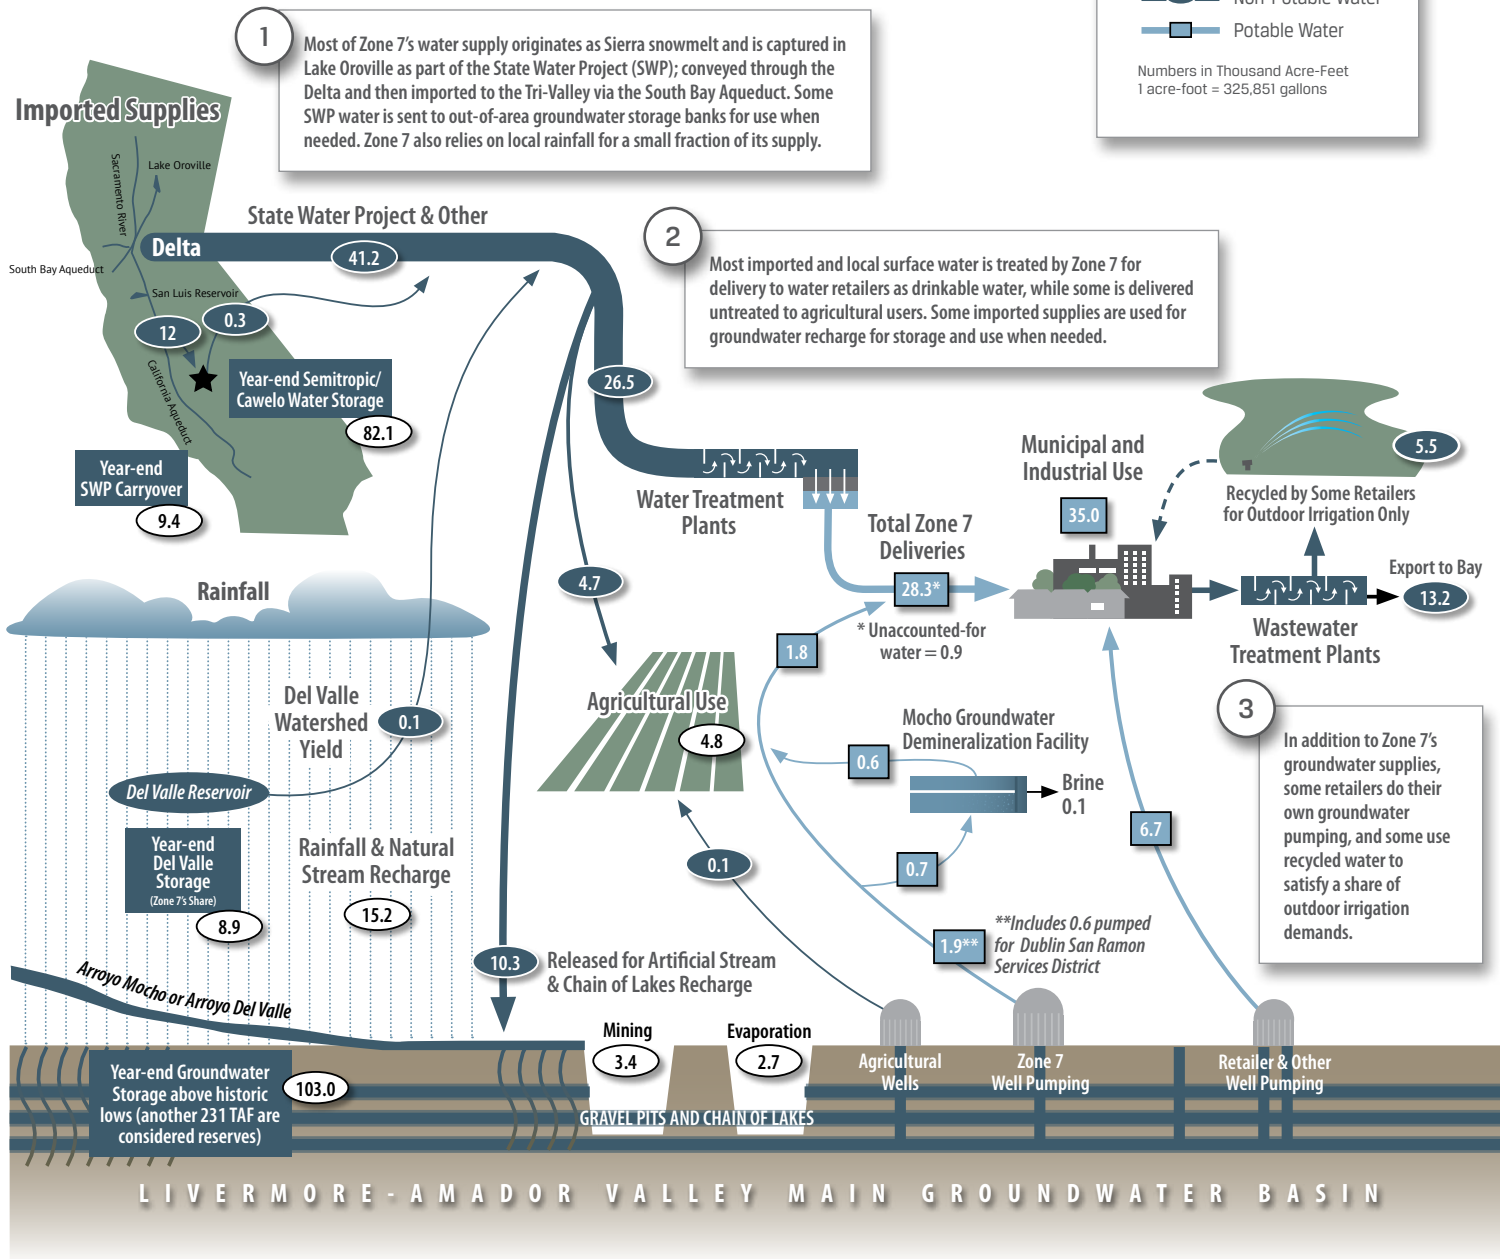 Non-Potable Water
Potable Water
Numbers in Thousand Acre-Feet
1 acre-foot = 325,851 gallons
1
Most of Zone 7's water supply originates as Sierra snowmelt and is captured in
Lake Oroville as part of the State Water Project (SWP); conveyed through the
Delta and then imported to the Tri-Valley via the South Bay Aqueduct. Some
SWP water is sent to out-of-area groundwater storage banks for use when
needed. Zone 7 also relies on local rainfall for a small fraction of its supply.
Imported Supplies
Sacramento River
Lake Oroville
South Bay Aqueduct
San Luis Reservoir
California Aqueduct
State Water Project & Other
Delta
41.2
12
0.3
Year-end Semitropic/
Cawelo Water Storage
82.1
Year-end
SWP Carryover
9.4
2
Most imported and local surface water is treated by Zone 7 for
delivery to water retailers as drinkable water, while some is delivered
untreated to agricultural users. Some imported supplies are used for
groundwater recharge for storage and use when needed.
26.5
Water Treatment
Plants
Total Zone 7
Deliveries
28.3*
* Unaccounted-for
water = 0.9
Municipal and
Industrial Use
35.0
5.5
Recycled by Some Retailers
for Outdoor Irrigation Only
Export to Bay
13.2
Wastewater
Treatment Plants
Rainfall
4.7
1.8
Del Valle
Watershed
Yield
0.1
Del Valle Reservoir
Year-end
Del Valle
Storage
(Zone 7's Share)
8.9
Rainfall & Natural
Stream Recharge
15.2
Agricultural Use
4.8
Mocho Groundwater
Demineralization Facility
0.6
Brine
0.1
0.7
0.1
6.7
3
In addition to Zone 7's
groundwater supplies,
some retailers do their
own groundwater
pumping, and some use
recycled water to
satisfy a share of
outdoor irrigation
demands.
1.9**
**Includes 0.6 pumped
for Dublin San Ramon
Services District
10.3
Released for Artificial Stream
& Chain of Lakes Recharge
Arroyo Mocho or Arroyo Del Valle
Mining
3.4
Evaporation
2.7
Agricultural
Wells
Zone 7
Well Pumping
Retailer & Other
Well Pumping
Year-end Groundwater
Storage above historic
lows (another 231 TAF are
considered reserves)
103.0
GRAVEL PITS AND CHAIN OF LAKES
LIVERMORE-AMADOR VALLEY MAIN GROUNDWATER BASIN